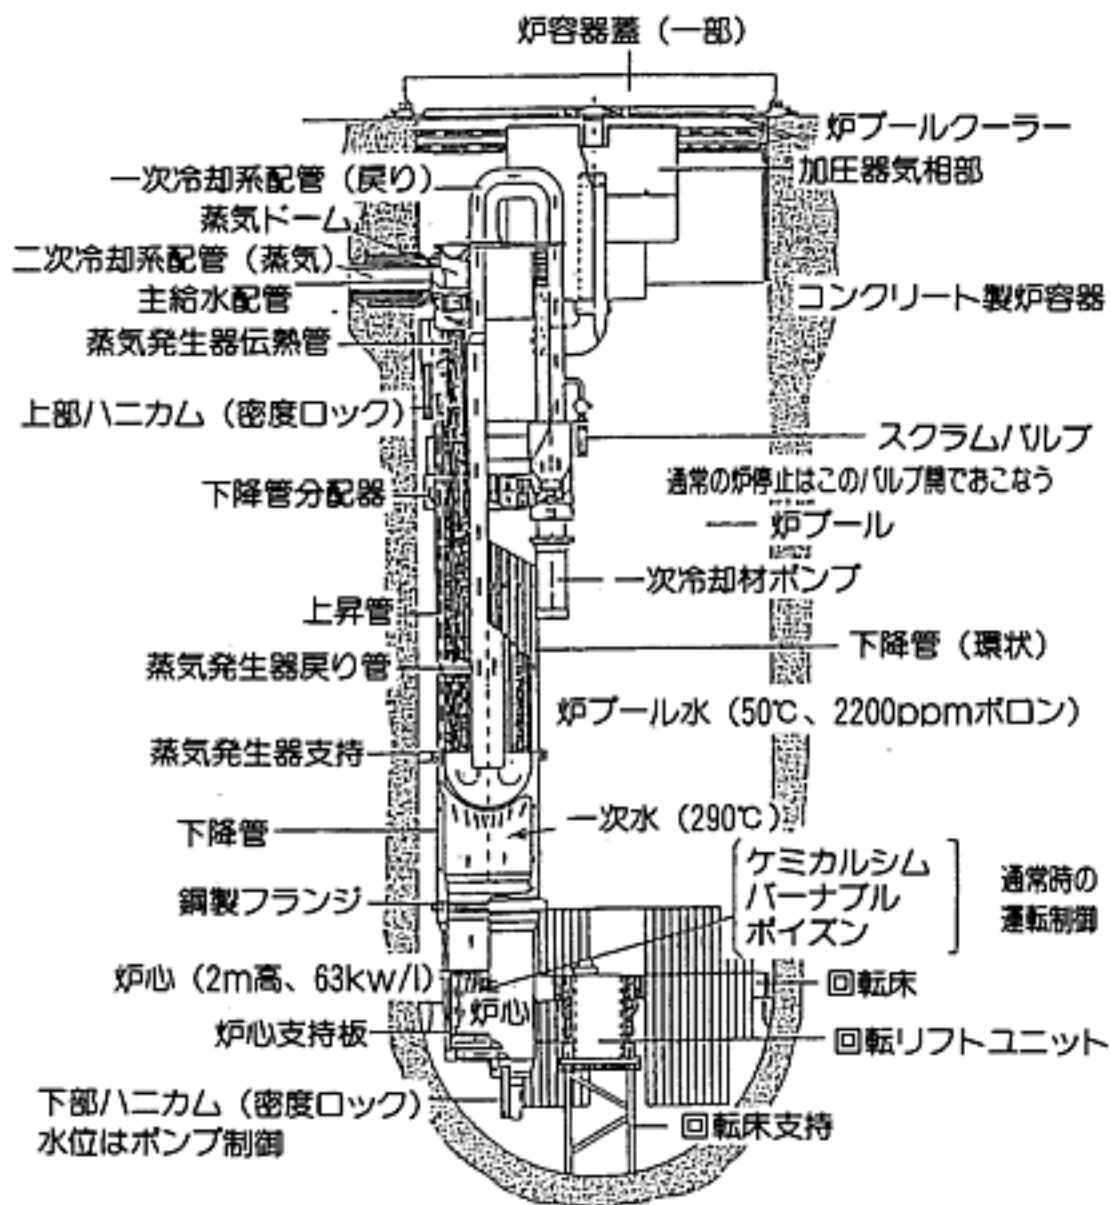 炉容器蓋（一部）
炉プールクーラー
加圧器気相部
一次冷却系配管（戻り）
蒸気ドーム
二次冷却系配管（蒸気）
主給水配管
コンクリート製炉容器
蒸気発生器伝熱管
上部ハニカム（密度ロック）
スクラムバルブ
通常の炉停止はこのバルブ開でおこなう
下降管分配器
炉プール
一次冷却材ポンプ
上昇管
下降管（環状）
蒸気発生器戻り管
炉プール水（50℃、2200ppmボロン）
蒸気発生器支持
一次水（290℃）
下降管
ケミカルシム
バーナブル
ポイズン
通常時の
運転制御
鋼製フランジ
炉心（2m高、63kw/l）
炉心
回転床
炉心支持板
回転リフトユニット
下部ハニカム（密度ロック）
水位はポンプ制御
回転床支持